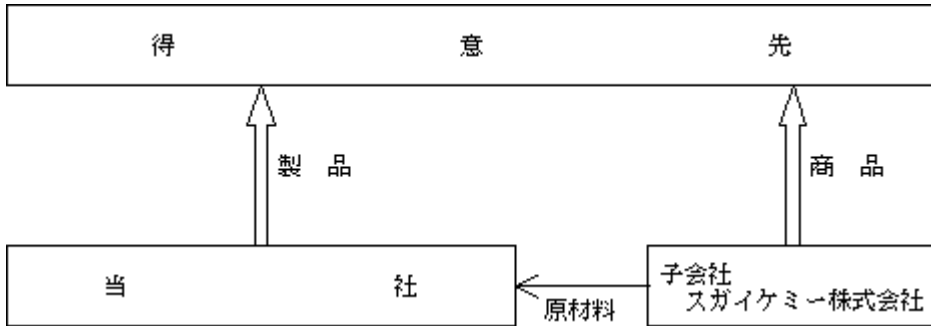 得意先
製品
商品
当社
子会社
スガイケミー株式会社
原材料